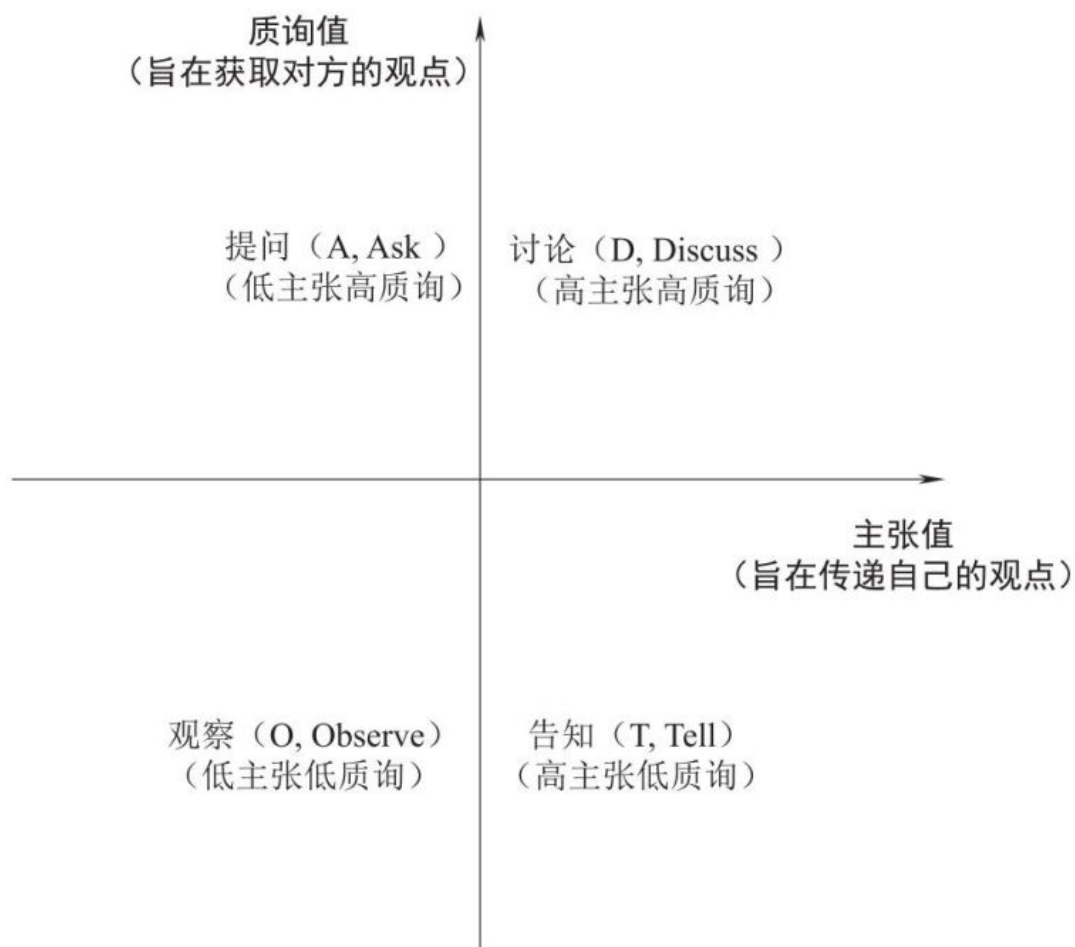 质询值
（旨在获取对方的观点）
提问（A, Ask ）
（低主张高质询）
讨论（D, Discuss ）
（高主张高质询）
主张值
（旨在传递自己的观点）
观察（O, Observe）
（低主张低质询）
告知（T, Tell）
（高主张低质询）